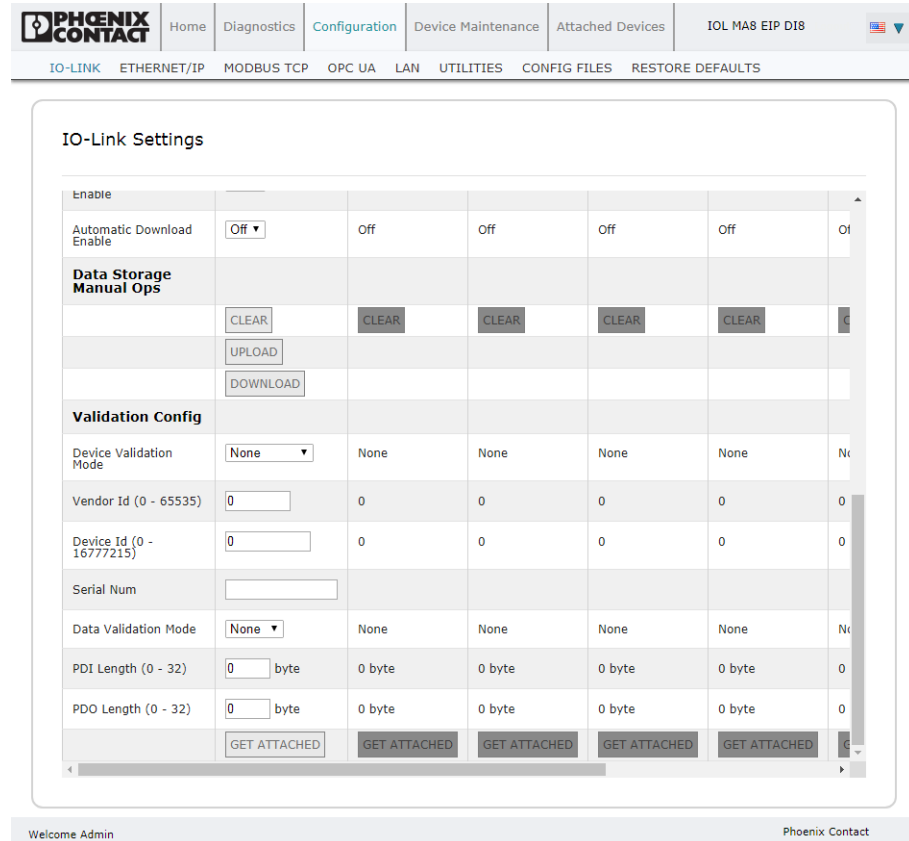 PHŒNIX CONTACT Home Diagnostics Configuration Device Maintenance Attached Devices IOL MA8 EIP DI8
IO-LINK ETHERNET/IP MODBUS TCP OPC UA LAN UTILITIES CONFIG FILES RESTORE DEFAULTS
IO-Link Settings
Enable
Automatic Download Enable Off Off Off Off Off
Data Storage Manual Ops
CLEAR CLEAR CLEAR CLEAR CLEAR
UPLOAD
DOWNLOAD
Validation Config
Device Validation Mode None None None None None
Vendor Id (0 - 65535) 0 0 0 0 0 0
Device Id (0 - 16777215) 0 0 0 0 0 0
Serial Num
Data Validation Mode None None None None None
PDI Length (0 - 32) 0 byte 0 byte 0 byte 0 byte 0 byte 0
PDO Length (0 - 32) 0 byte 0 byte 0 byte 0 byte 0 byte 0
GET ATTACHED GET ATTACHED GET ATTACHED GET ATTACHED GET ATTACHED
Welcome Admin Phoenix Contact